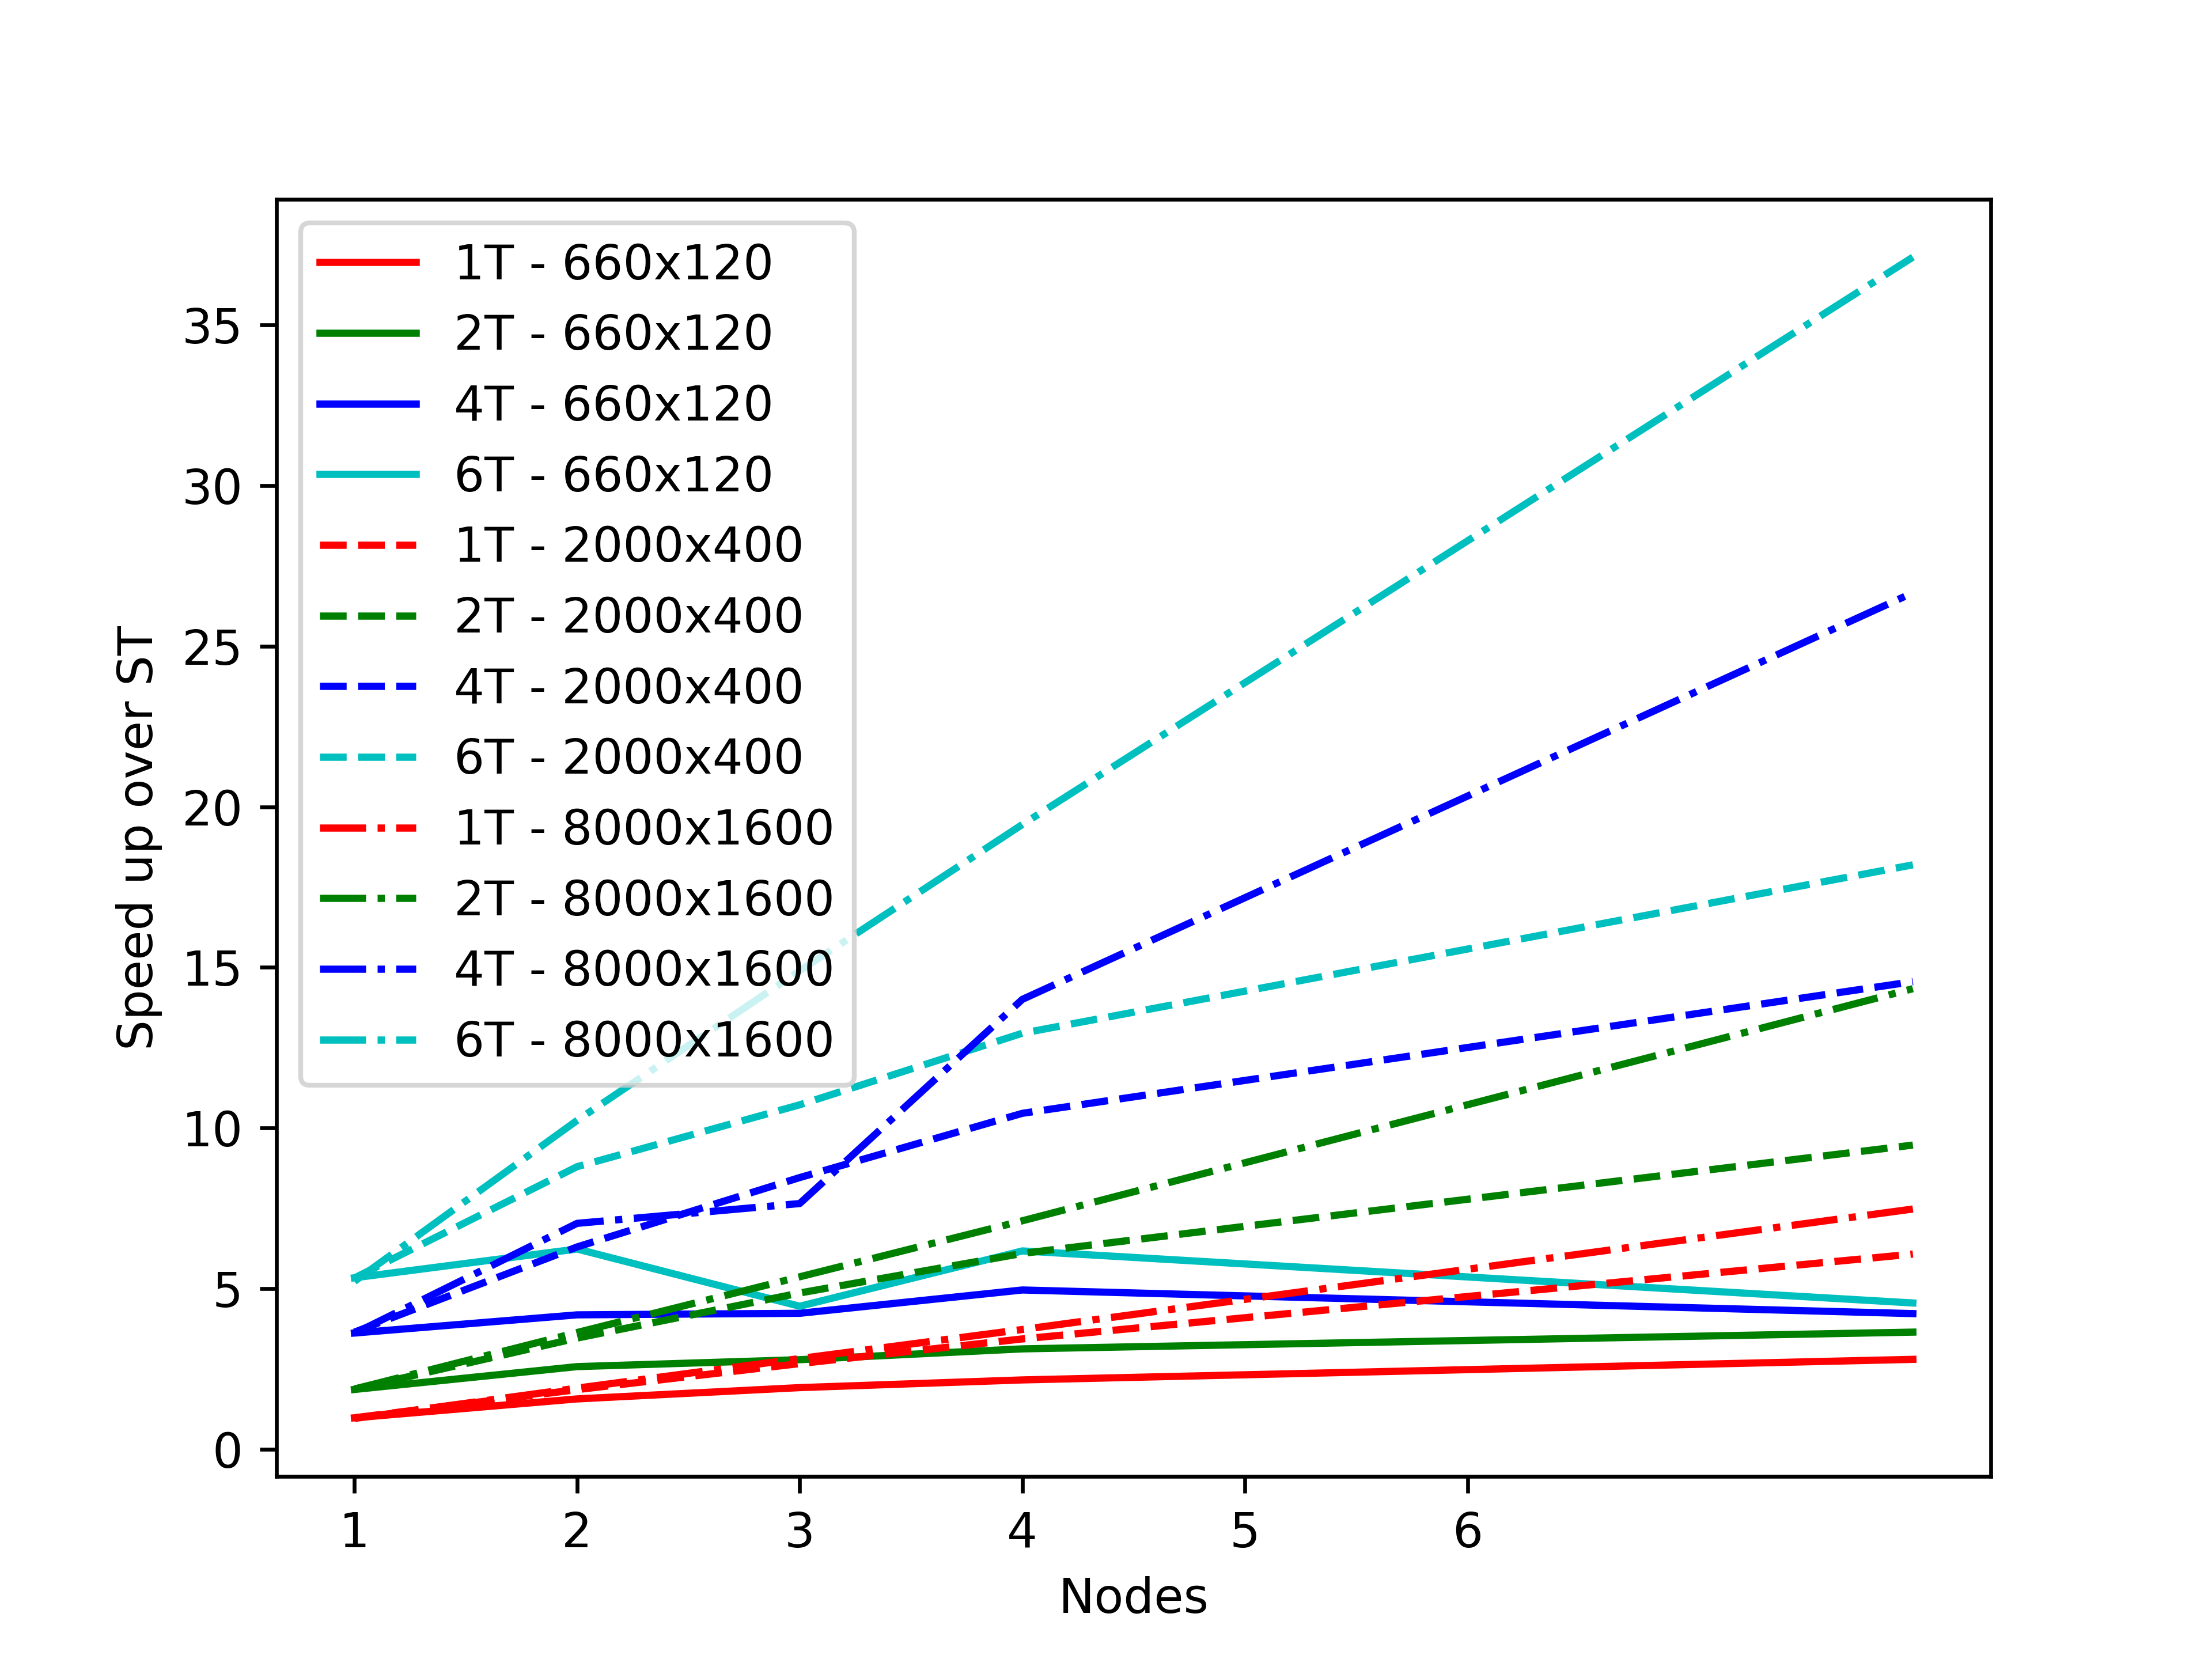 1T - 660x120
2T - 660x120
4T - 660x120
6T - 660x120
1T - 2000x400
2T - 2000x400
4T - 2000x400
6T - 2000x400
1T - 8000x1600
2T - 8000x1600
4T - 8000x1600
6T - 8000x1600
35
30
25
20
15
10
5
0
Speed up over ST
1 2 3 4 5 6
Nodes